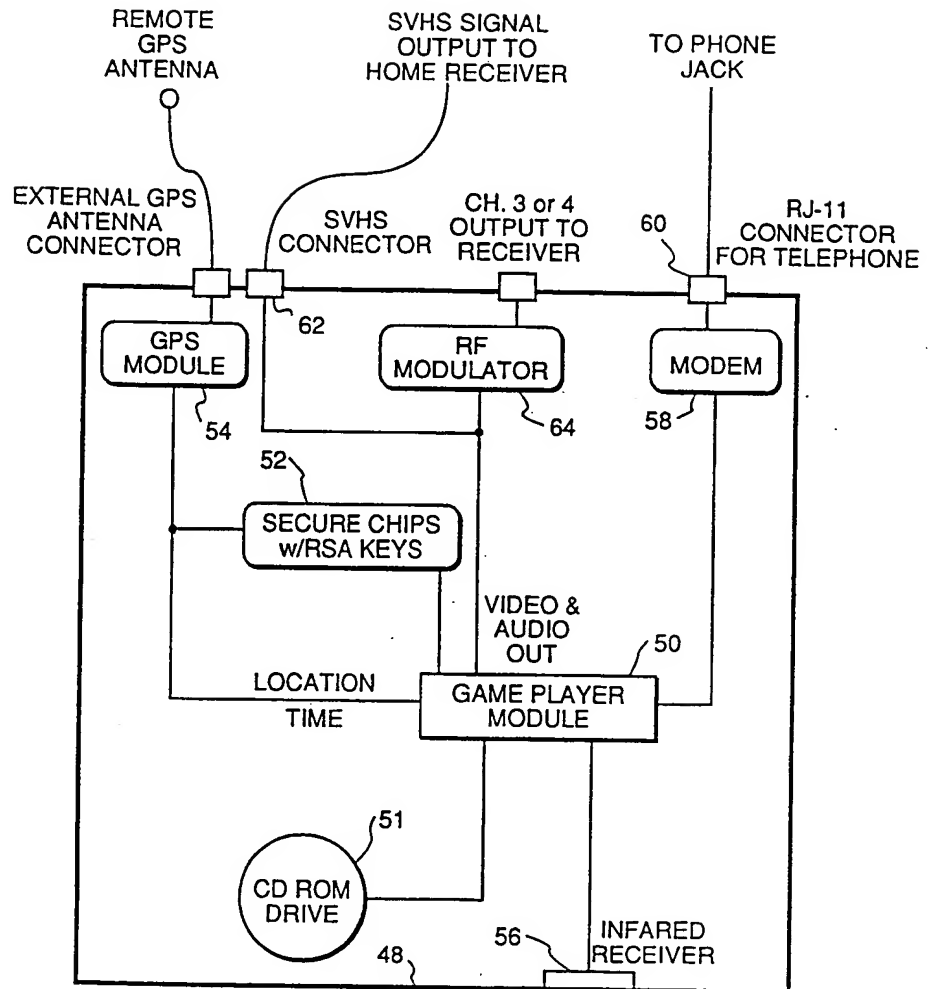 REMOTE
GPS
ANTENNA
SVHS SIGNAL
OUTPUT TO
HOME RECEIVER
TO PHONE
JACK
EXTERNAL GPS
ANTENNA
CONNECTOR
SVHS
CONNECTOR
CH. 3 or 4
OUTPUT TO
RECEIVER
60
RJ-11
CONNECTOR
FOR TELEPHONE
62
GPS
MODULE
RF
MODULATOR
MODEM
54
64
58
52
SECURE CHIPS
w/RSA KEYS
VIDEO &
AUDIO
OUT
50
LOCATION
TIME
GAME PLAYER
MODULE
51
CD ROM
DRIVE
56
INFARED
RECEIVER
48